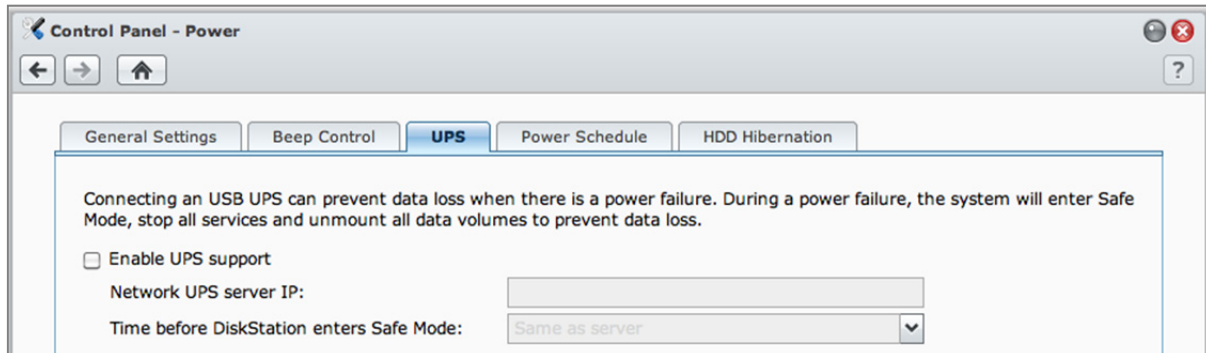 Control Panel - Power
?
General Settings Beep Control UPS Power Schedule HDD Hibernation
Connecting an USB UPS can prevent data loss when there is a power failure. During a power failure, the system will enter Safe
Mode, stop all services and unmount all data volumes to prevent data loss.
Enable UPS support
Network UPS server IP:
Time before DiskStation enters Safe Mode: Same as server